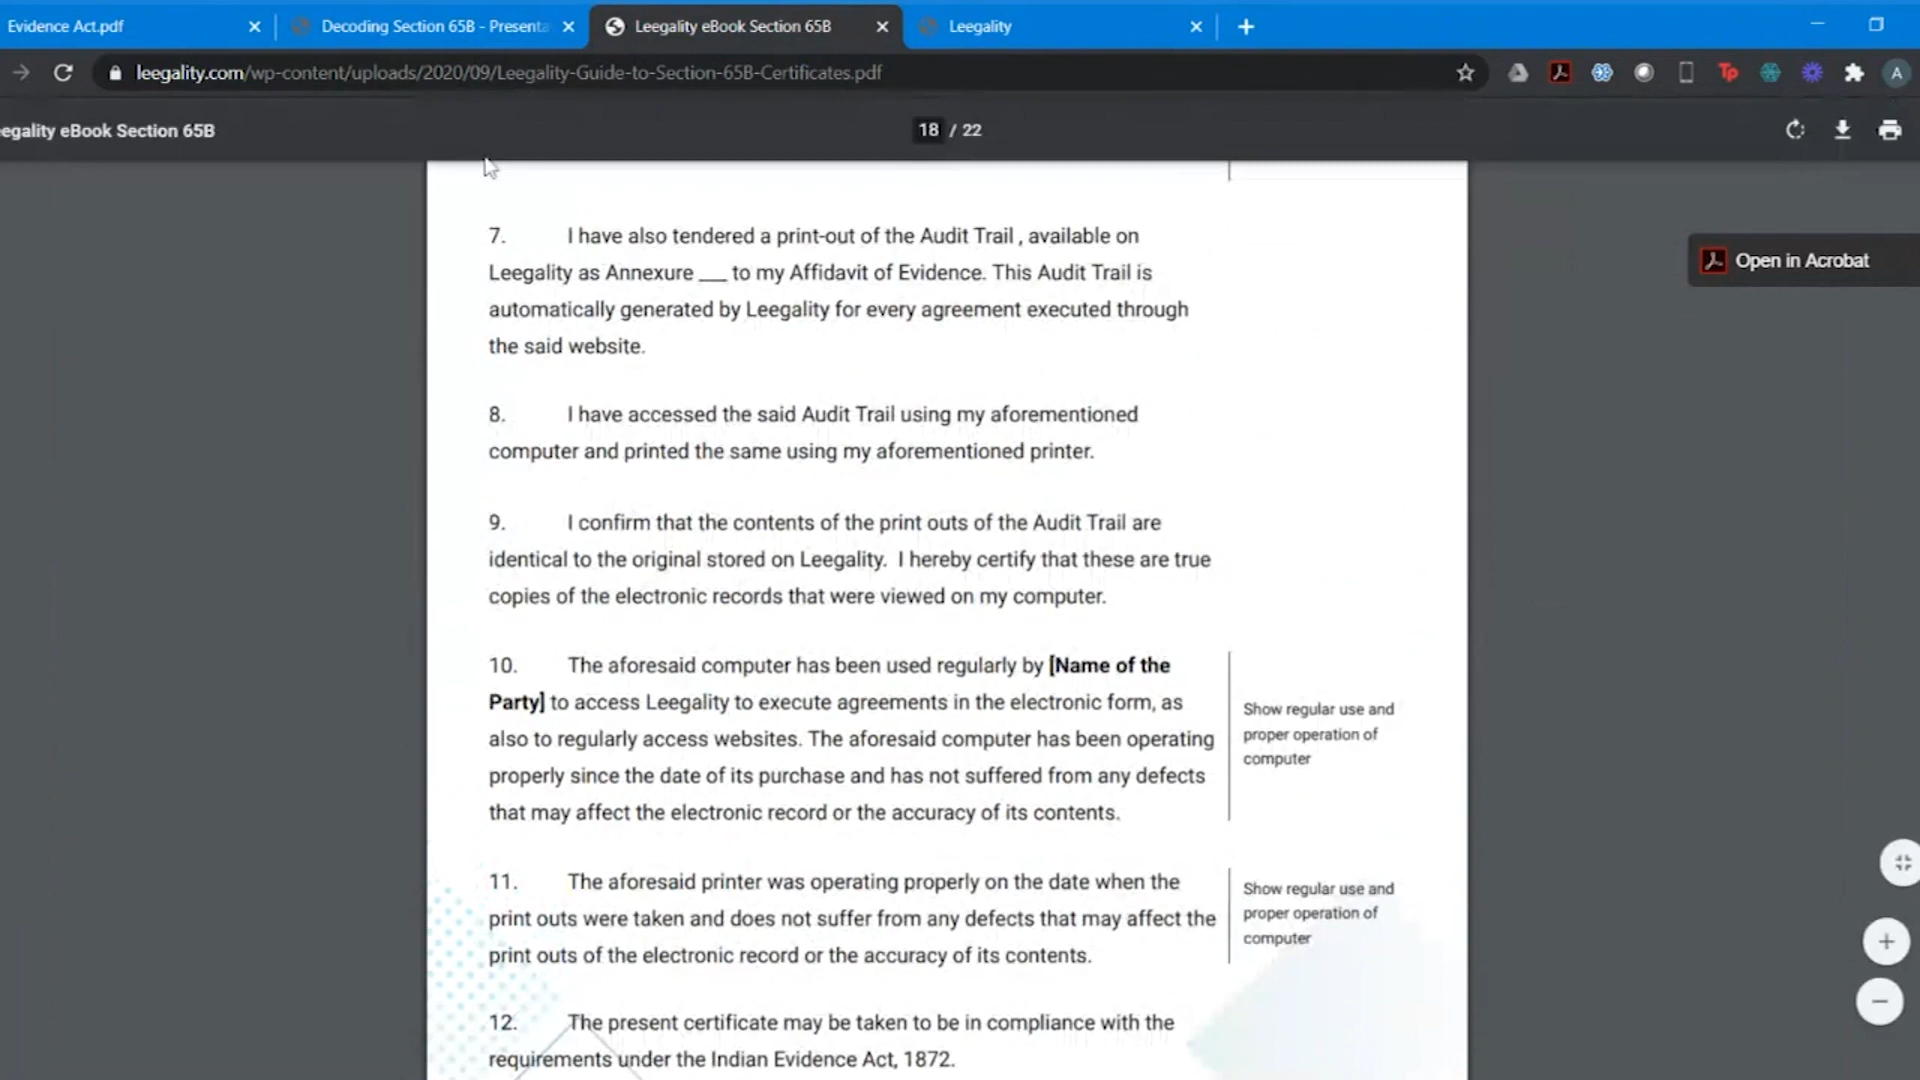 Evidence Act.pdf
Decoding Section 65B - Presenta
Leegality eBook Section 65B
Leegality
leegality.com/wp-content/uploads/2020/09/Leegality-Guide-to-Section-65B-Certificates.pdf
Tp
A
egality eBook Section 65B
18 / 22
Open in Acrobat
7. I have also tendered a print-out of the Audit Trail , available on
Leegality as Annexure ___ to my Affidavit of Evidence. This Audit Trail is
automatically generated by Leegality for every agreement executed through
the said website.
8. I have accessed the said Audit Trail using my aforementioned
computer and printed the same using my aforementioned printer.
9. I confirm that the contents of the print outs of the Audit Trail are
identical to the original stored on Leegality. I hereby certify that these are true
copies of the electronic records that were viewed on my computer.
10. The aforesaid computer has been used regularly by [Name of the
Party] to access Leegality to execute agreements in the electronic form, as
also to regularly access websites. The aforesaid computer has been operating
properly since the date of its purchase and has not suffered from any defects
that may affect the electronic record or the accuracy of its contents.
Show regular use and
proper operation of
computer
11. The aforesaid printer was operating properly on the date when the
print outs were taken and does not suffer from any defects that may affect the
print outs of the electronic record or the accuracy of its contents.
Show regular use and
proper operation of
computer
12. The present certificate may be taken to be in compliance with the
requirements under the Indian Evidence Act, 1872.